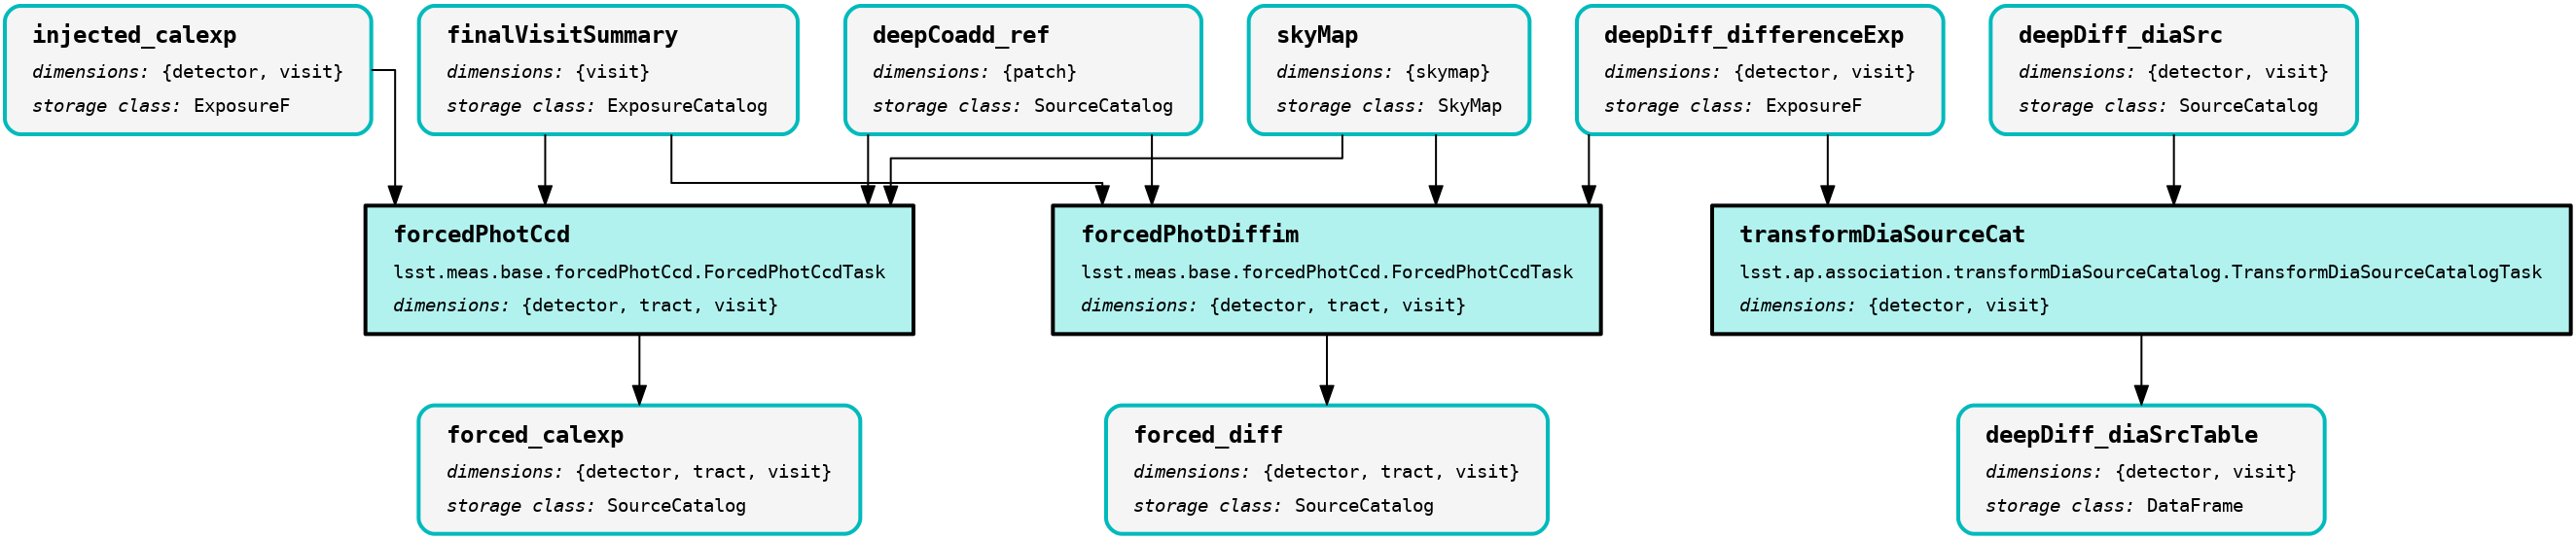 injected_calexp
dimensions: {detector, visit}
storage class: ExposureF
finalVisitSummary
dimensions: {visit}
storage class: ExposureCatalog
deepCoadd_ref
dimensions: {patch}
storage class: SourceCatalog
skyMap
dimensions: {skymap}
storage class: SkyMap
deepDiff_differenceExp
dimensions: {detector, visit}
storage class: ExposureF
deepDiff_diaSrc
dimensions: {detector, visit}
storage class: SourceCatalog
forcedPhotCcd
lsst.meas.base.forcedPhotCcd.ForcedPhotCcdTask
dimensions: {detector, tract, visit}
forcedPhotDiffim
lsst.meas.base.forcedPhotCcd.ForcedPhotCcdTask
dimensions: {detector, tract, visit}
transformDiaSourceCat
lsst.ap.association.transformDiaSourceCatalog.TransformDiaSourceCatalogTask
dimensions: {detector, visit}
forced_calexp
dimensions: {detector, tract, visit}
storage class: SourceCatalog
forced_diff
dimensions: {detector, tract, visit}
storage class: SourceCatalog
deepDiff_diaSrcTable
dimensions: {detector, visit}
storage class: DataFrame